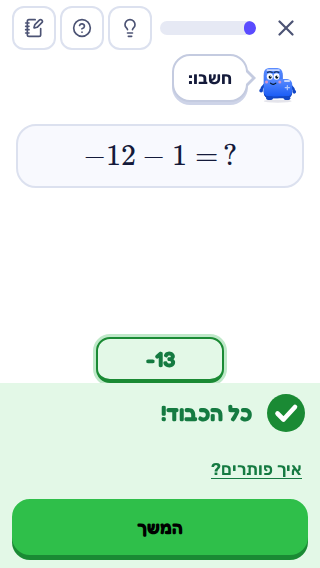 חשבו:
−12 − 1 = ?
-13
כל הכבוד!
איך פותרים?
המשך